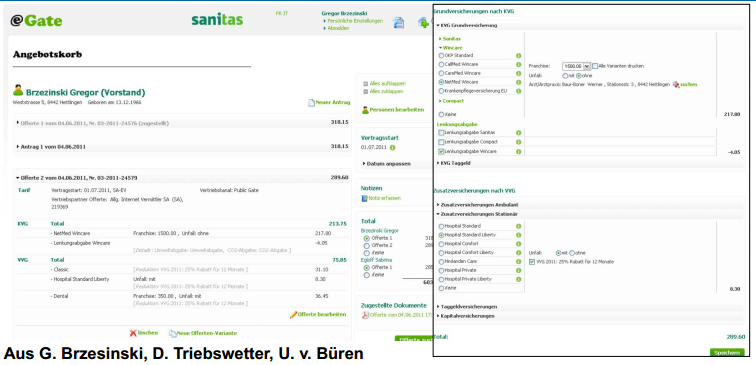 eGate
sanitas
FR IT
Gregor Brzezinski
Persönliche Einstellungen
Abmelden
Angebotskorb
Brzezinski Gregor (Vorstand)
Weststrasse 5, 8442 Hettlingen Geboren am 13.12.1966
Neuer Antrag
Offerte 1 vom 04.06.2011, Nr. 03-2011-24576 (zugestellt) 318.15
Antrag 1 vom 04.06.2011 318.15
Offerte 2 vom 04.06.2011, Nr. 03-2011-24579 289.60
Tarif Vertragsstart: 01.07.2011, SA-EV Vertriebskanal: Public Gate
Vertriebspartner Offerte: Allg. Internet Vermittler SA (SA),
219369
KVG Total 213.75
- NetMed Wincare Franchise: 1500.00 , Unfall: ohne 217.80
- Lenkungsabgabe Wincare -4.05
[Zeitstr: Umweltabgabe: Umweltabgabe, CO2-Abgabe: CO2-Abgabe ]
VVG Total 75.85
- Classic [Reduktion: VVG 2011: 25% Rabatt für 12 Monate ] 31.10
- Hospital Standard Liberty Unfall: mit 8.30
[Reduktion: VVG 2011: 25% Rabatt für 12 Monate ]
- Dental Franchise: 350.00 , Unfall: mit 36.45
[Reduktion: VVG 2011: 25% Rabatt für 12 Monate ]
Offerte bearbeiten
löschen Neue Offerten-Variante
Alles aufklappen
Alles zuklappen
Personen bearbeiten
Vertragsstart
01.07.2011
Datum anpassen
Notizen
Notiz erfassen
Total
Brzezinski Gregor
Offerte 1 318
Offerte 2 289
Keine
Egloff Sabrina
Offerte 1 285
Keine
603
Zugestellte Dokumente
Offerte vom 04.06.2011 17:
Grundversicherungen nach KVG
KVG Grundversicherung
Sanitas
Wincare
OKP Standard
CallMed Wincare
CareMed Wincare
NetMed Wincare
Krankenpflegeversicherung EU
Franchise: 1500.00 Alle Varianten drucken
Unfall: mit ohne
Arzt/Arztpraxis: Baur-Boner Werner , Stationsstr. 3 , 8442 Hettlingen suchen
Compact
Keine 217.80
Lenkungsabgabe
Lenkungsabgabe Sanitas
Lenkungsabgabe Compact
Lenkungsabgabe Wincare -4.05
KVG Taggeld
Zusatzversicherungen nach VVG
Zusatzversicherungen Ambulant
Zusatzversicherungen Stationär
Hospital Standard
Hospital Standard Liberty
Hospital Comfort
Hospital Comfort Liberty
Hirslanden Care
Hospital Private
Hospital Private Liberty
Keine 8.30
Unfall: mit ohne
VVG 2011: 25% Rabatt für 12 Monate
Taggeldversicherungen
Kapitalversicherungen
Total: 289.60
Speichern
Aus G. Brzesinski, D. Triebswetter, U. v. Büren